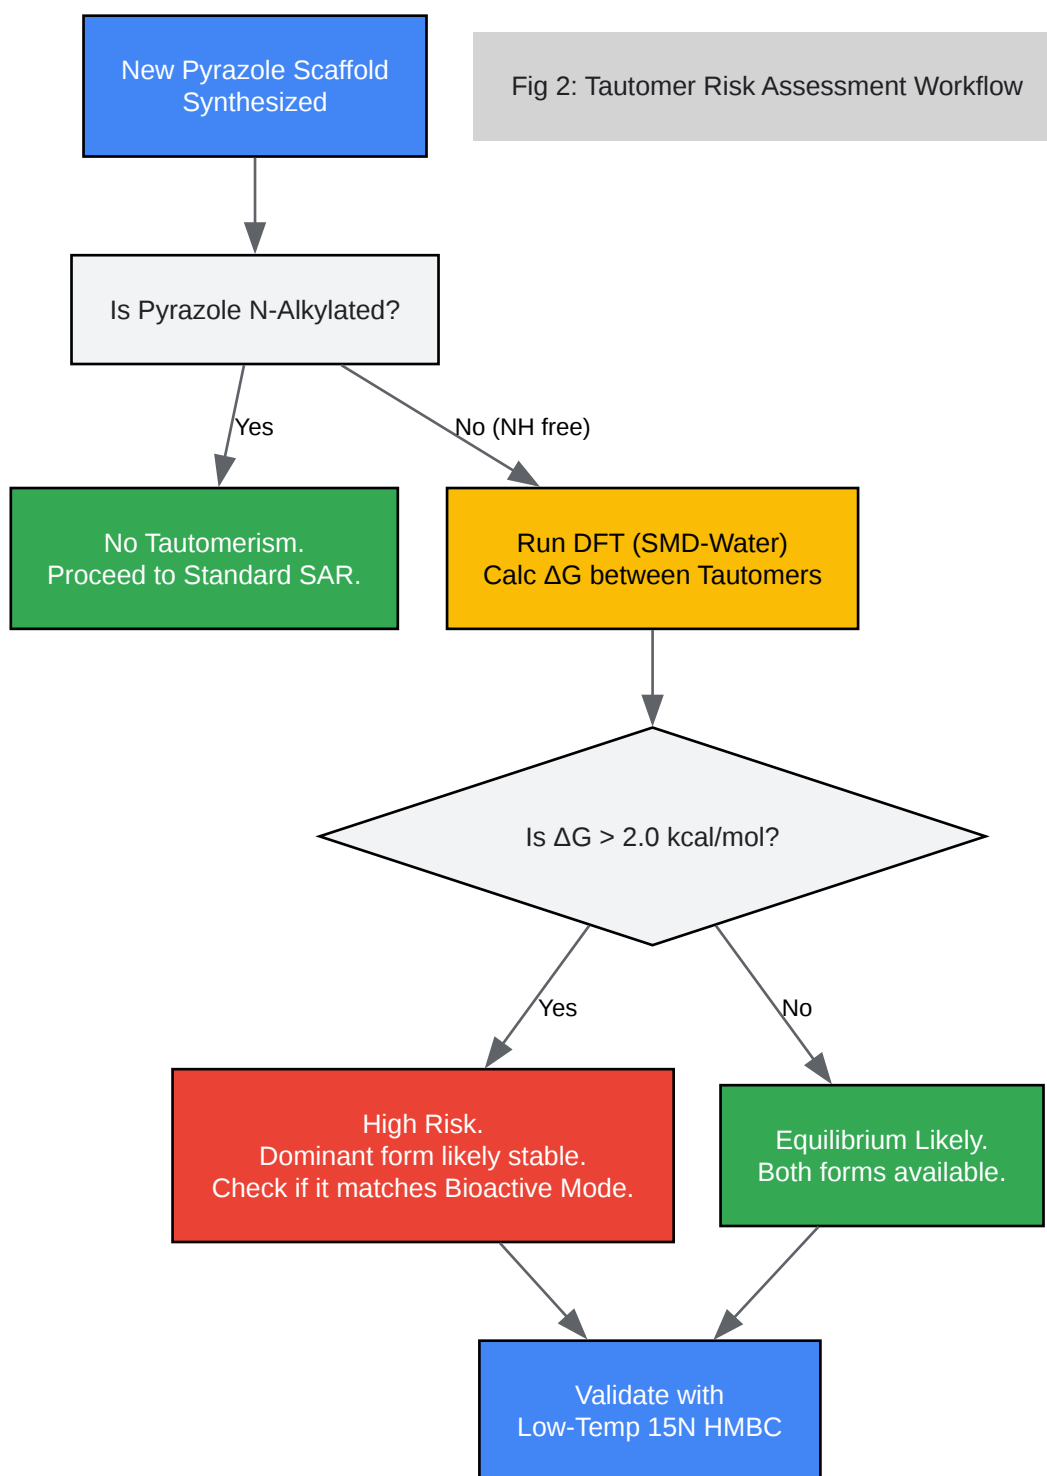 New Pyrazole Scaffold
Synthesized
Fig 2: Tautomer Risk Assessment Workflow
Is Pyrazole N-Alkylated?
Yes
No (NH free)
No Tautomerism.
Proceed to Standard SAR.
Run DFT (SMD-Water)
Calc ΔG between Tautomers
Is ΔG > 2.0 kcal/mol?
Yes
No
High Risk.
Dominant form likely stable.
Check if it matches Bioactive Mode.
Equilibrium Likely.
Both forms available.
Validate with
Low-Temp 15N HMBC